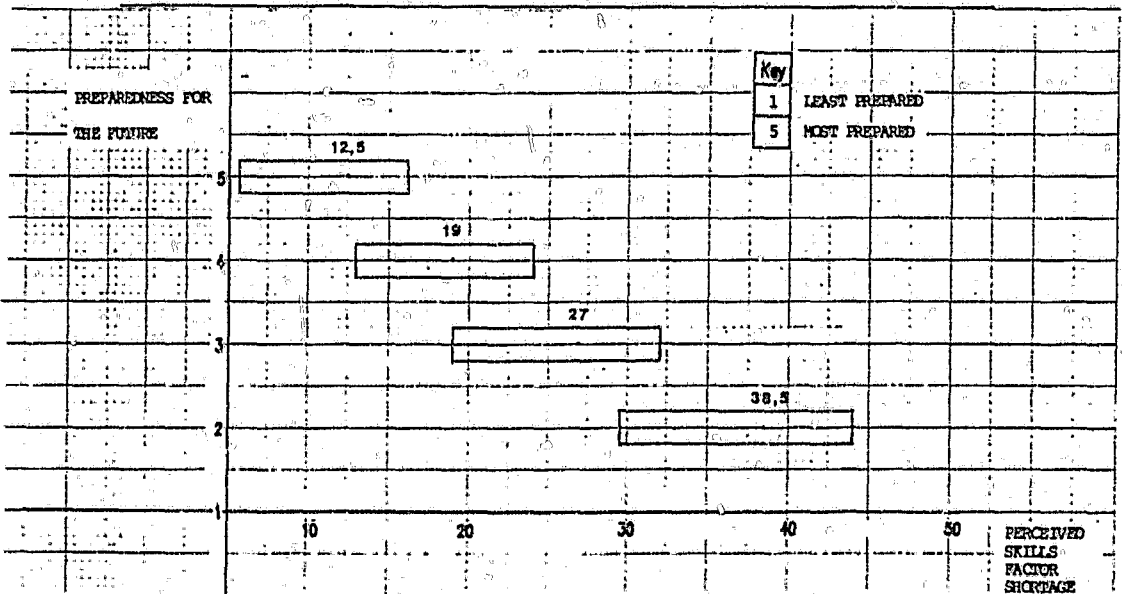 PREPAREDNESS FOR
THE FUTURE
Key
1 LEAST PREPARED
5 MOST PREPARED
12,5
5
19
4
27
3
38,5
2
1
10 20 30 40 50
PERCEIVED
SKILLS
FACTOR
SHORTAGE